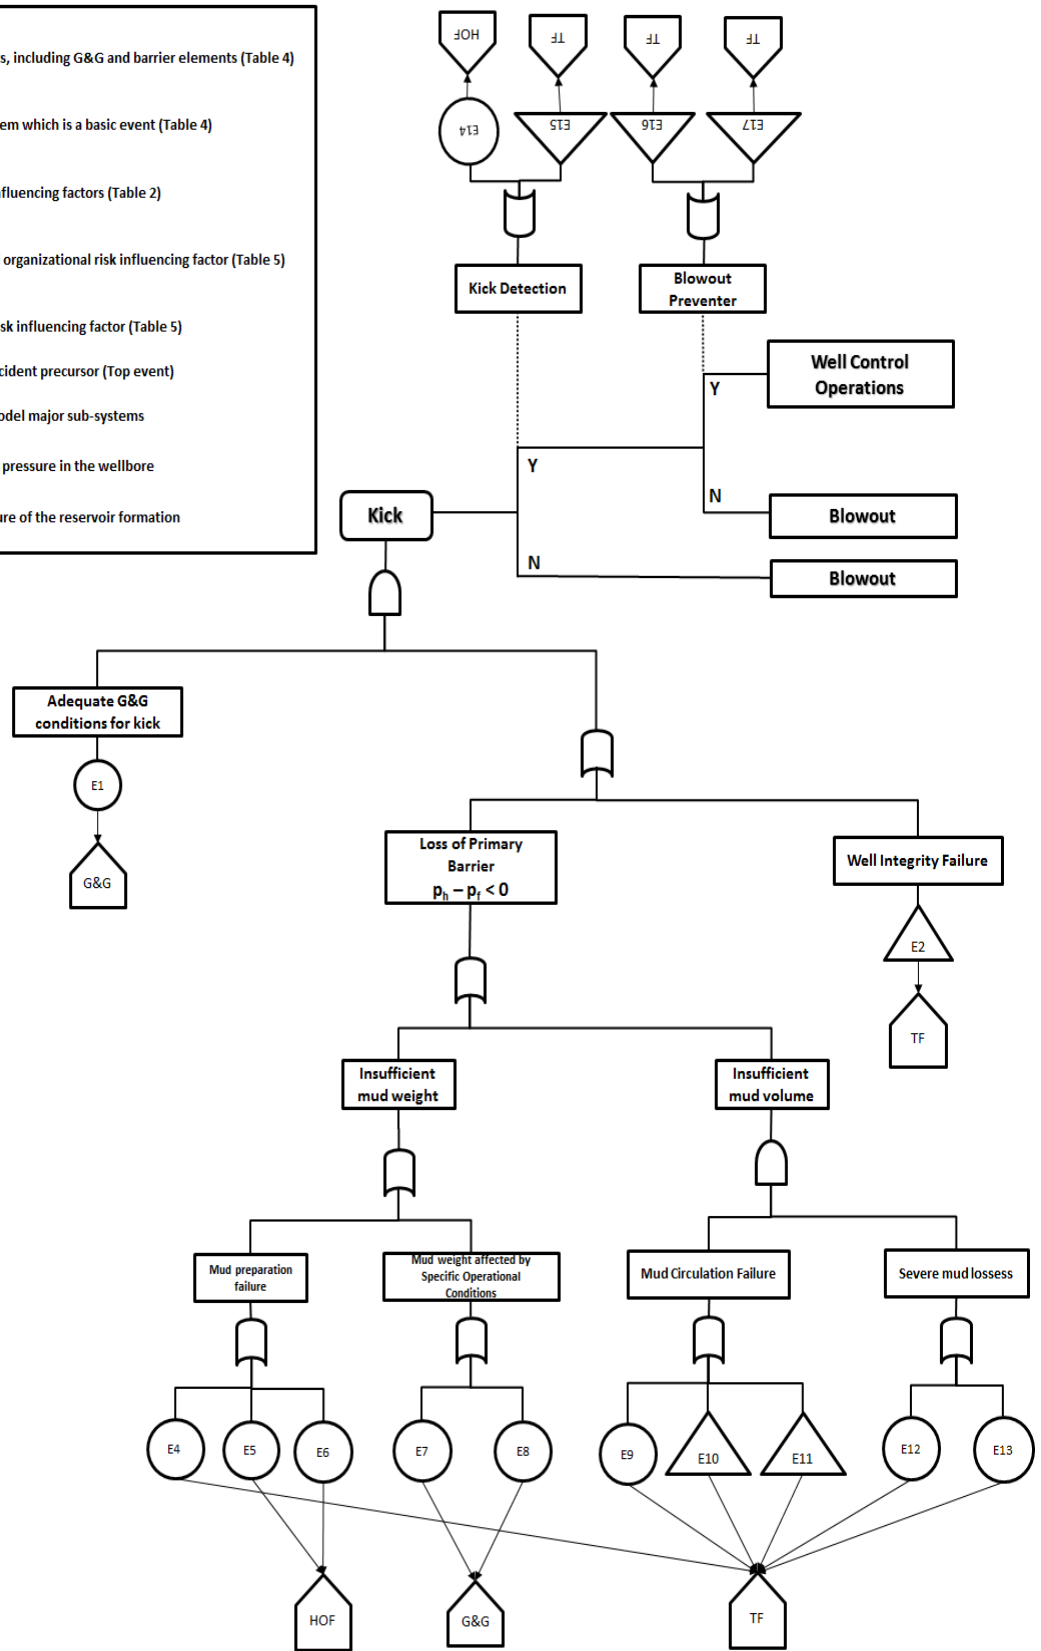 s, including G&G and barrier elements (Table 4)
em which is a basic event (Table 4)
nfluencing factors (Table 2)
organizational risk influencing factor (Table 5)
sk influencing factor (Table 5)
cident precursor (Top event)
odel major sub-systems
pressure in the wellbore
ure of the reservoir formation
HOF
TF
TF
TF
E14
E15
E16
E17
Kick Detection
Blowout
Preventer
Well Control
Operations
Y
Y
N
Kick
Blowout
N
Blowout
Adequate G&G
conditions for kick
E1
G&G
Loss of Primary
Barrier
pₕ – p_f < 0
Well Integrity Failure
E2
TF
Insufficient
mud weight
Insufficient
mud volume
Mud preparation
failure
Mud weight affected by
Specific Operational
Conditions
Mud Circulation Failure
Severe mud lossess
E4
E5
E6
E7
E8
E9
E10
E11
E12
E13
HOF
G&G
TF